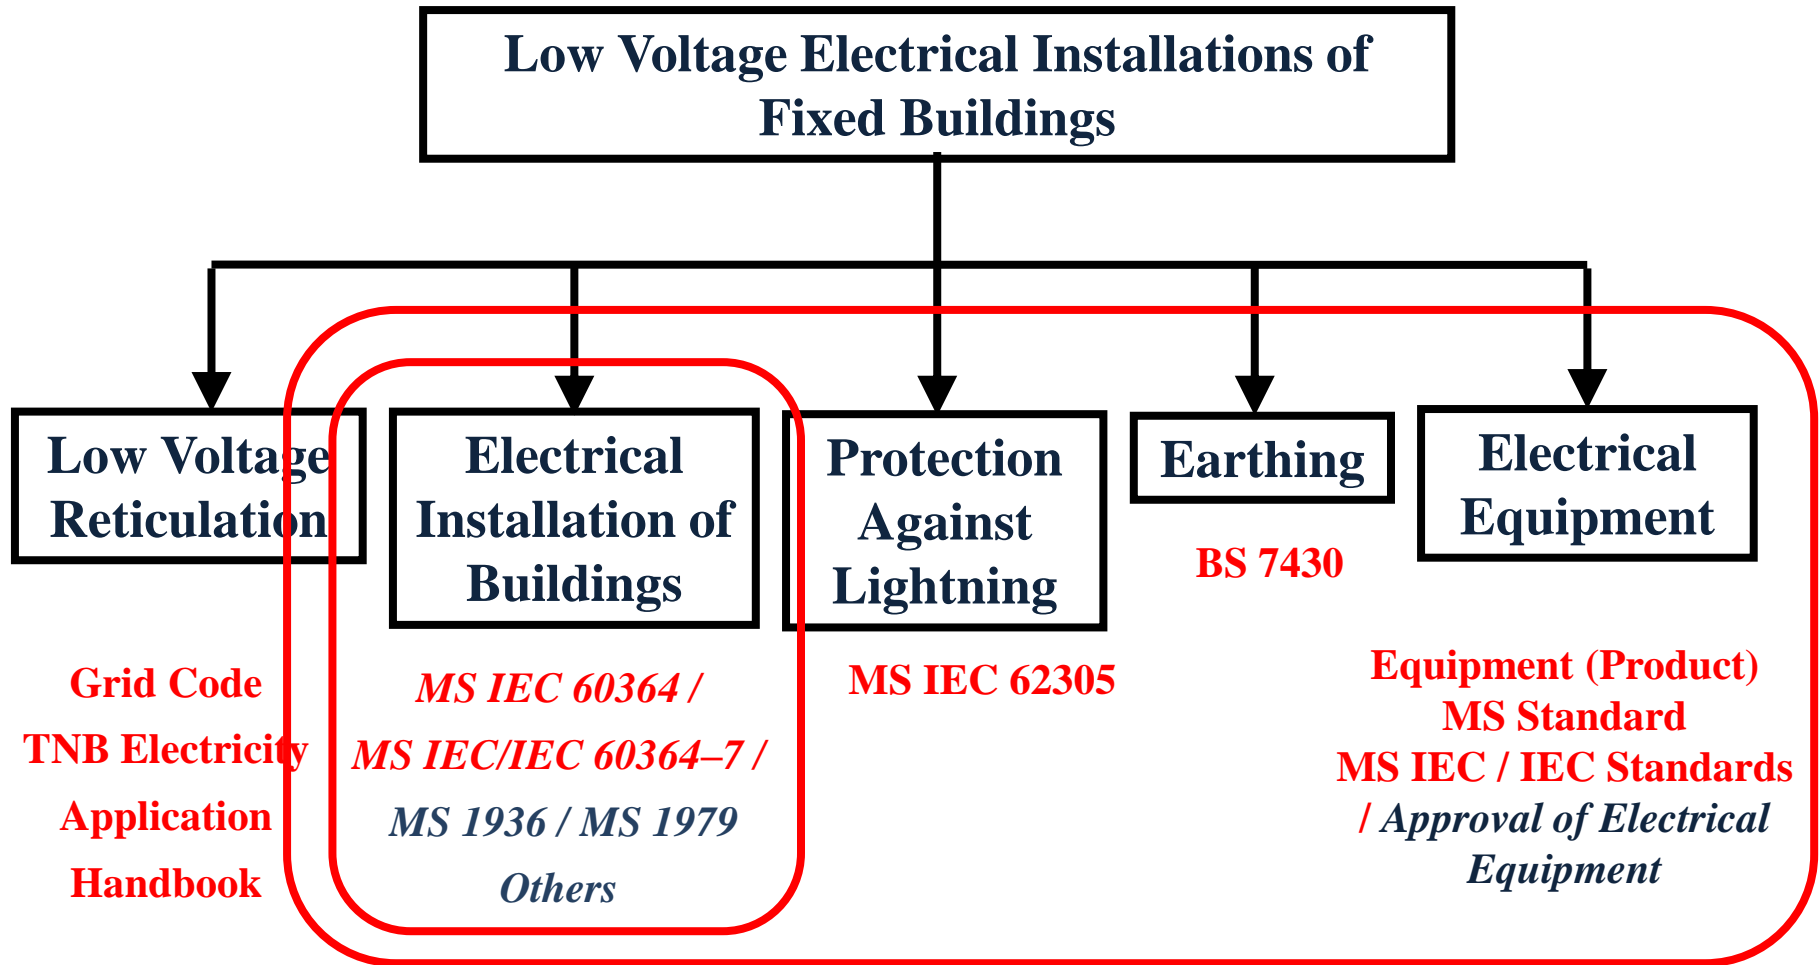 Low Voltage Electrical Installations of
Fixed Buildings
Low Voltage
Reticulation
Electrical
Installation of
Buildings
Protection
Against
Lightning
Earthing
Electrical
Equipment
Grid Code
TNB Electricity
Application
Handbook
MS IEC 60364 /
MS IEC/IEC 60364–7 /
MS 1936 / MS 1979
Others
MS IEC 62305
BS 7430
Equipment (Product)
MS Standard
MS IEC / IEC Standards
/ Approval of Electrical
Equipment